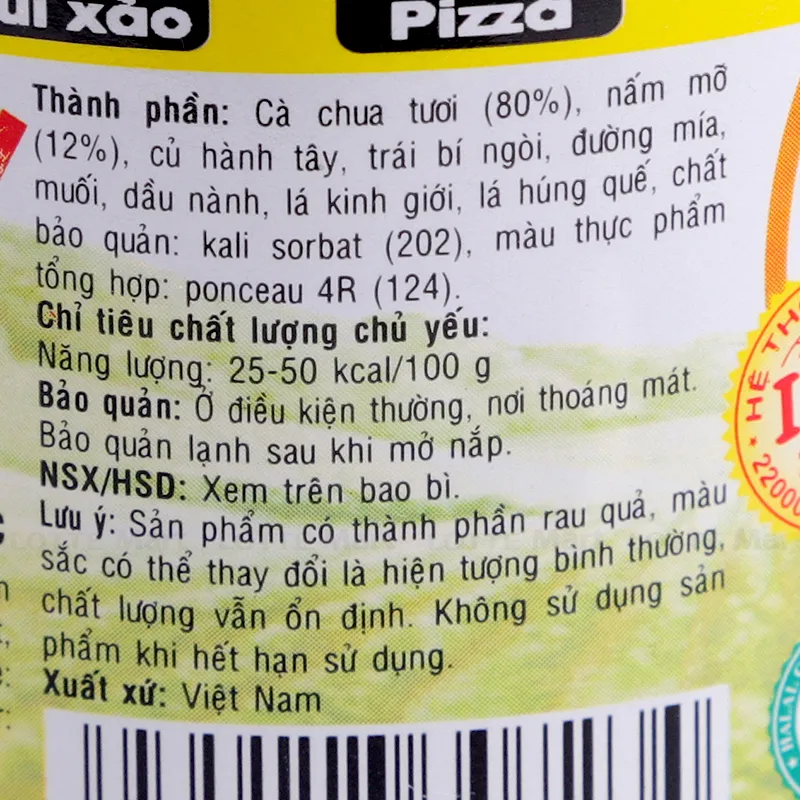 xảo
Pizza
Thành phần: Cà chua tươi (80%), nấm mỡ
(12%), củ hành tây, trái bí ngòi, đường mía,
muối, dầu nành, lá kinh giới, lá húng quế, chất
bảo quản: kali sorbat (202), màu thực phẩm
tổng hợp: ponceau 4R (124).
Chỉ tiêu chất lượng chủ yếu:
Năng lượng: 25-50 kcal/100 g
Bảo quản: Ở điều kiện thường, nơi thoáng mát.
Bảo quản lạnh sau khi mở nắp.
NSX/HSD: Xem trên bao bì.
Lưu ý: Sản phẩm có thành phần rau quả, màu
sắc có thể thay đổi là hiện tượng bình thường,
chất lượng vẫn ổn định. Không sử dụng sản
phẩm khi hết hạn sử dụng.
Xuất xứ: Việt Nam
HỆ TH
22000
HALAL